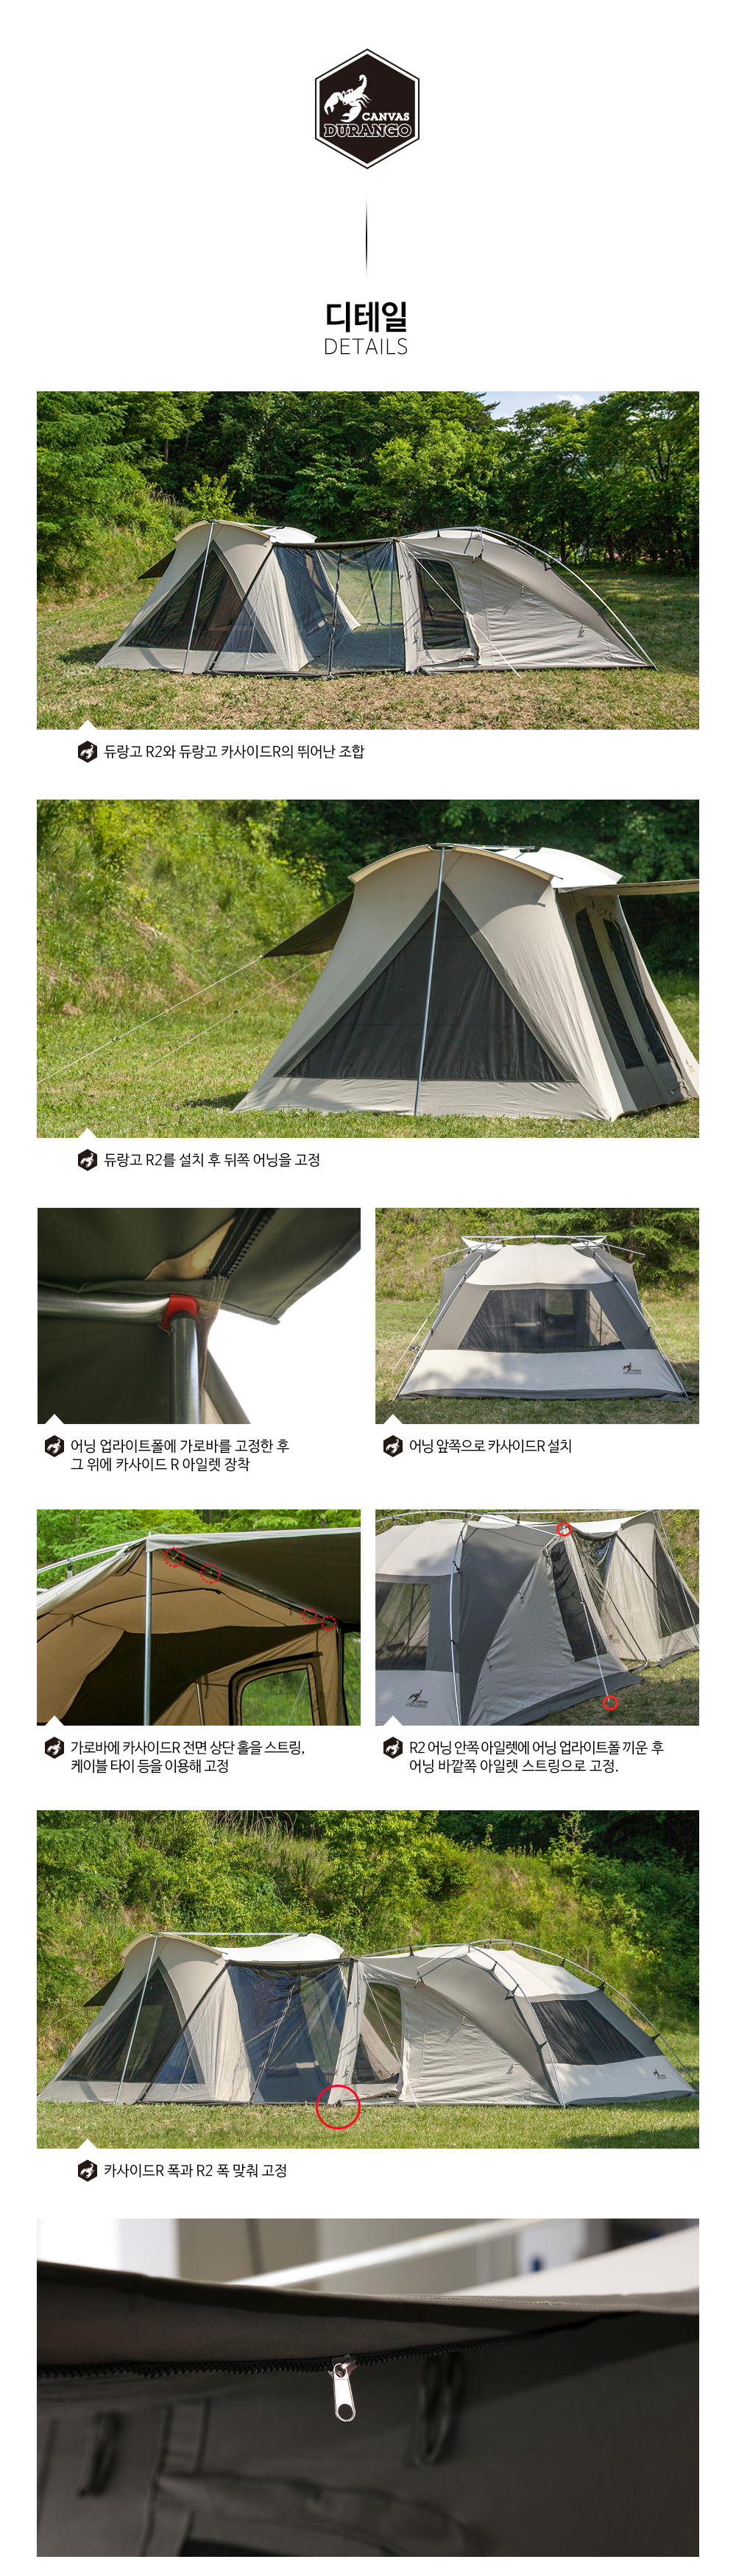 CANVAS
DURANGO
디테일
DETAILS
듀랑고 R2와 듀랑고 카사이드R의 뛰어난 조합
듀랑고 R2를 설치 후 뒤쪽 어닝을 고정
어닝 업라이트폴에 가로바를 고정한 후
그 위에 카사이드 R 아일렛 장착
어닝 앞쪽으로 카사이드R 설치
가로바에 카사이드R 전면 상단 홀을 스트링,
케이블 타이 등을 이용해 고정
R2 어닝 안쪽 아일렛에 어닝 업라이트폴 끼운 후
어닝 바깥쪽 아일렛 스트링으로 고정.
카사이드R 폭과 R2 폭 맞춰 고정